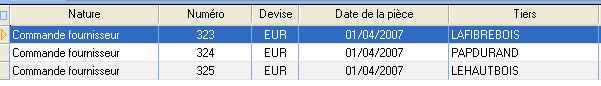 Nature Numéro Devise Date de la pièce Tiers
Commande fournisseur 323 EUR 01/04/2007 LAFIBREBOIS
Commande fournisseur 324 EUR 01/04/2007 PAPDURAND
Commande fournisseur 325 EUR 01/04/2007 LEHAUTBOIS